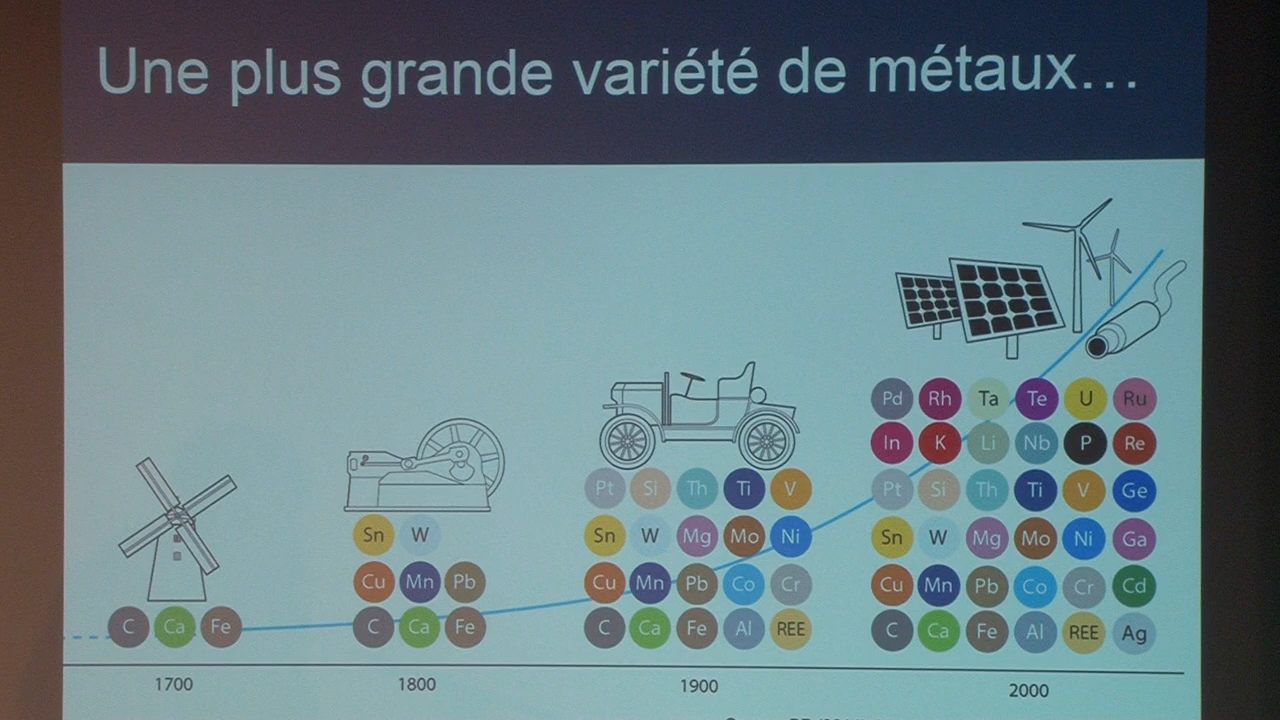 Une plus grande variété de métaux...
Pd Rh Ta Te U Ru
In K Li Nb P Re
Pt Si Th Ti V
Pt Si Th Ti V Ge
Sn W
Sn W Mg Mo Ni
Sn W Mg Mo Ni Ga
Cu Mn Pb
Cu Mn Pb Co Cr
Cu Mn Pb Co Cr Cd
C Ca Fe
C Ca Fe
C Ca Fe Al REE
C Ca Fe Al REE Ag
1700 1800 1900 2000